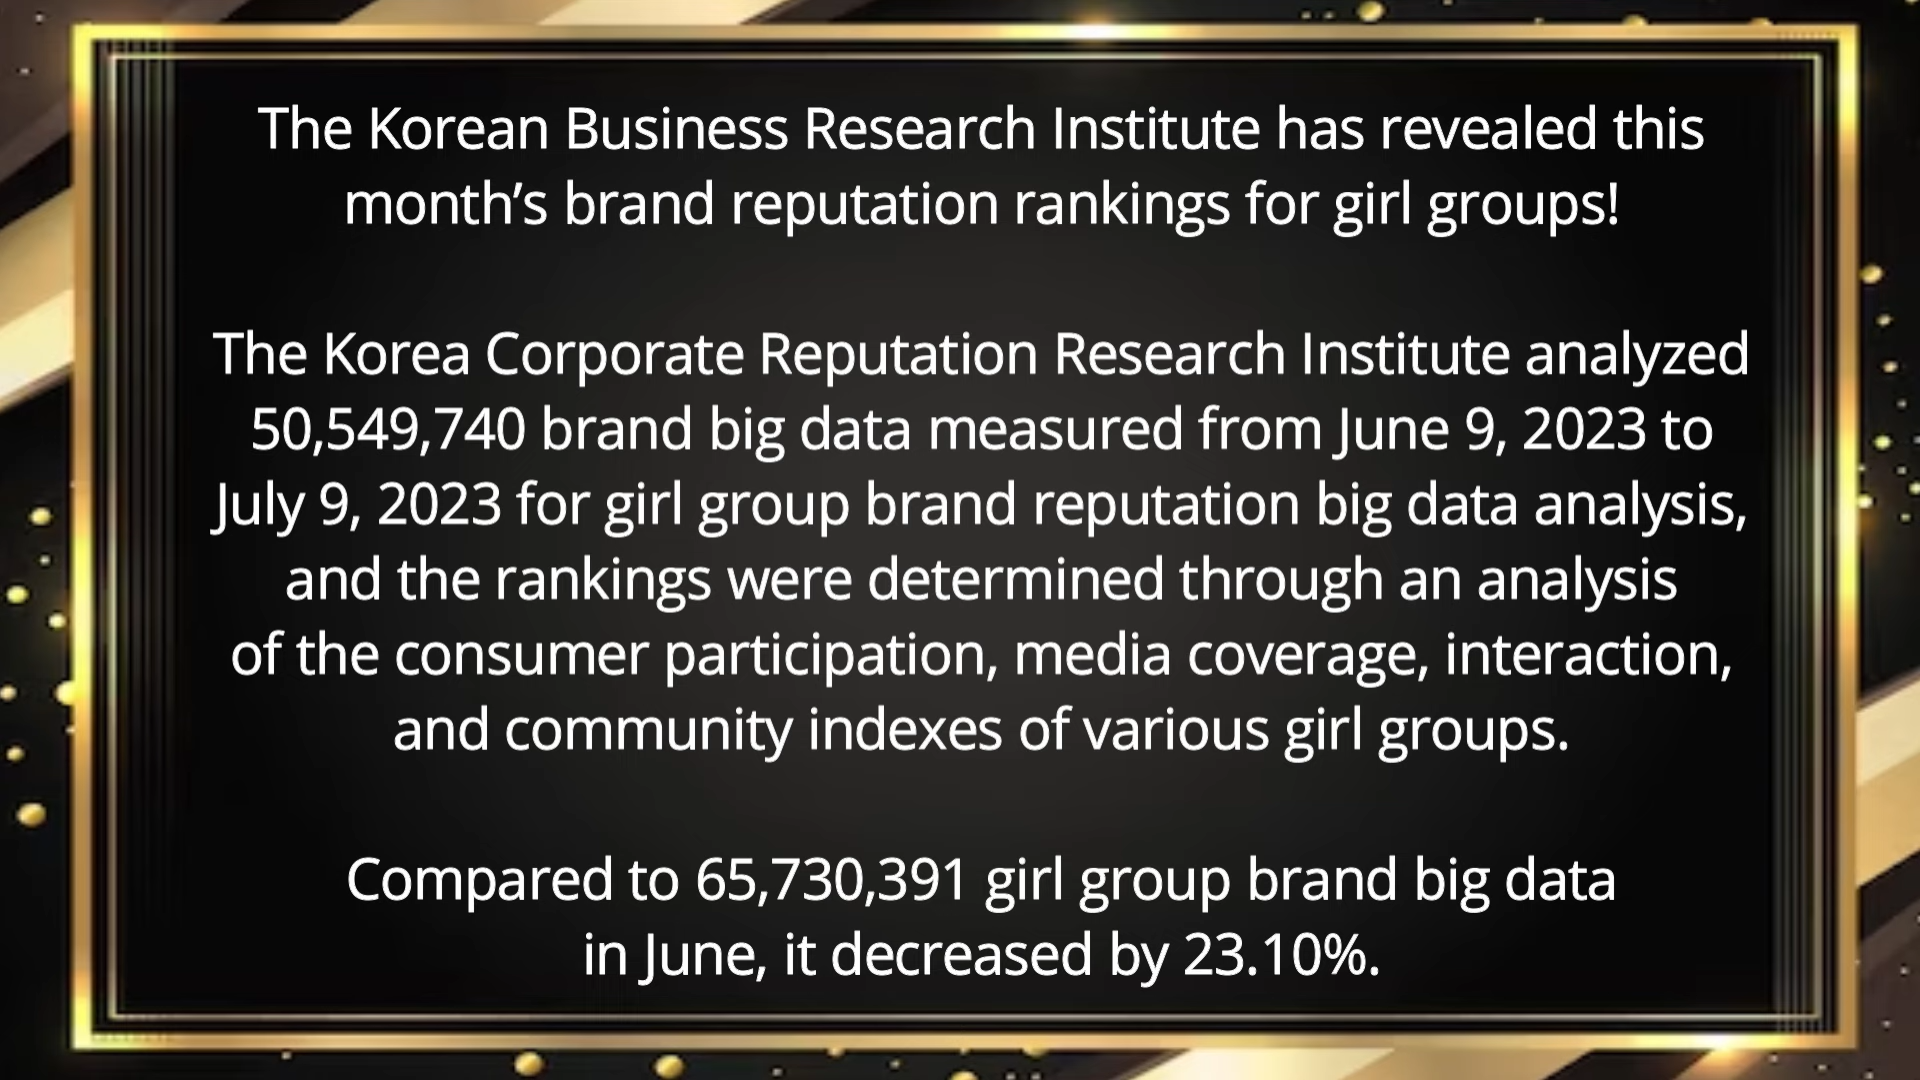 The Korean Business Research Institute has revealed this
month’s brand reputation rankings for girl groups!
The Korea Corporate Reputation Research Institute analyzed
50,549,740 brand big data measured from June 9, 2023 to
July 9, 2023 for girl group brand reputation big data analysis,
and the rankings were determined through an analysis
of the consumer participation, media coverage, interaction,
and community indexes of various girl groups.
Compared to 65,730,391 girl group brand big data
in June, it decreased by 23.10%.